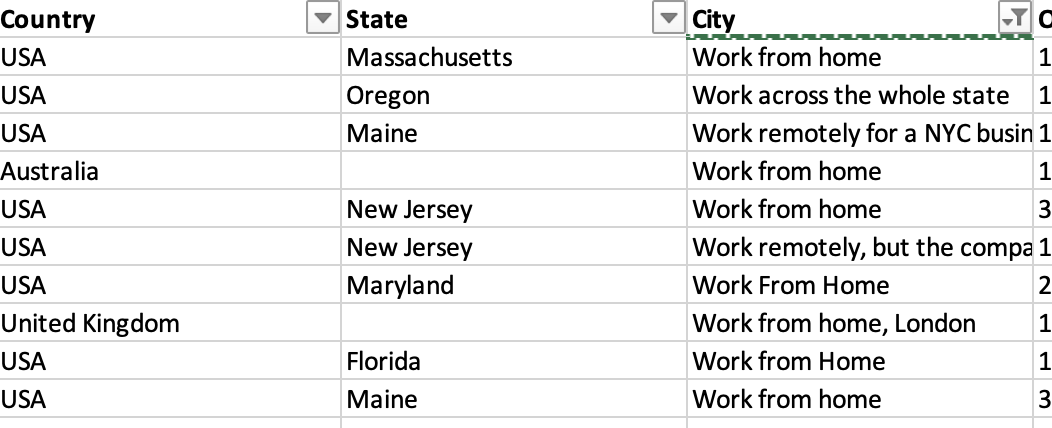 Country State City
USA Massachusetts Work from home 1
USA Oregon Work across the whole state 1
USA Maine Work remotely for a NYC 1
Australia Work from home 1
USA New Jersey Work from home 3
USA New Jersey Work remotely, but the 1
USA Maryland Work From Home 2
United Kingdom Work from home, London 1
USA Florida Work from Home 1
USA Maine Work from home 3